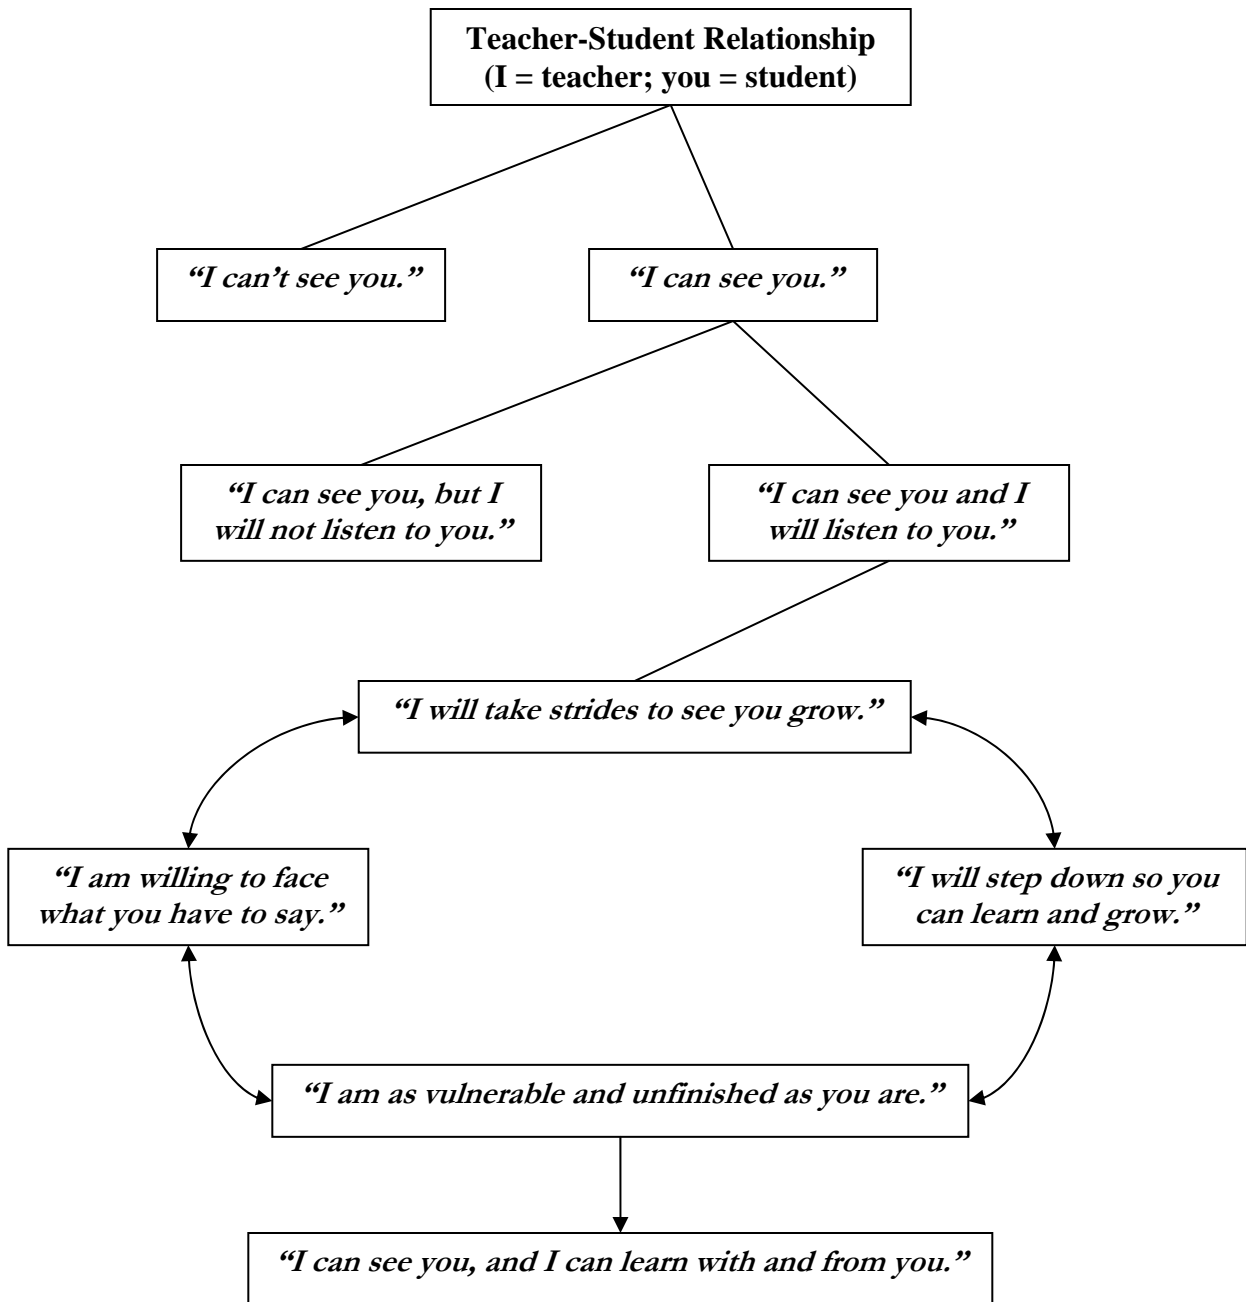 Teacher-Student Relationship
(I = teacher; you = student)
“I can’t see you.”
“I can see you.”
“I can see you, but I
will not listen to you.”
“I can see you and I
will listen to you.”
“I will take strides to see you grow.”
“I am willing to face
what you have to say.”
“I will step down so you
can learn and grow.”
“I am as vulnerable and unfinished as you are.”
“I can see you, and I can learn with and from you.”